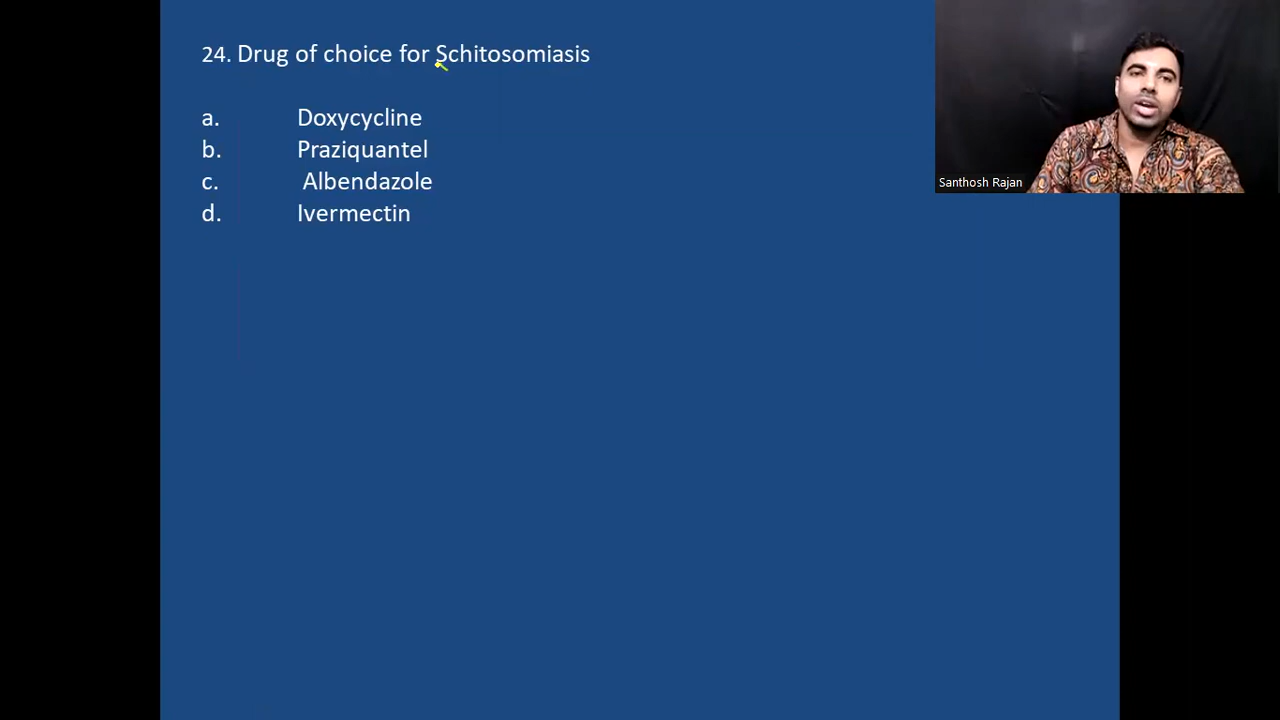 24. Drug of choice for Schitosomiasis
a. Doxycycline
b. Praziquantel
c. Albendazole
d. Ivermectin
Santhosh Rajan